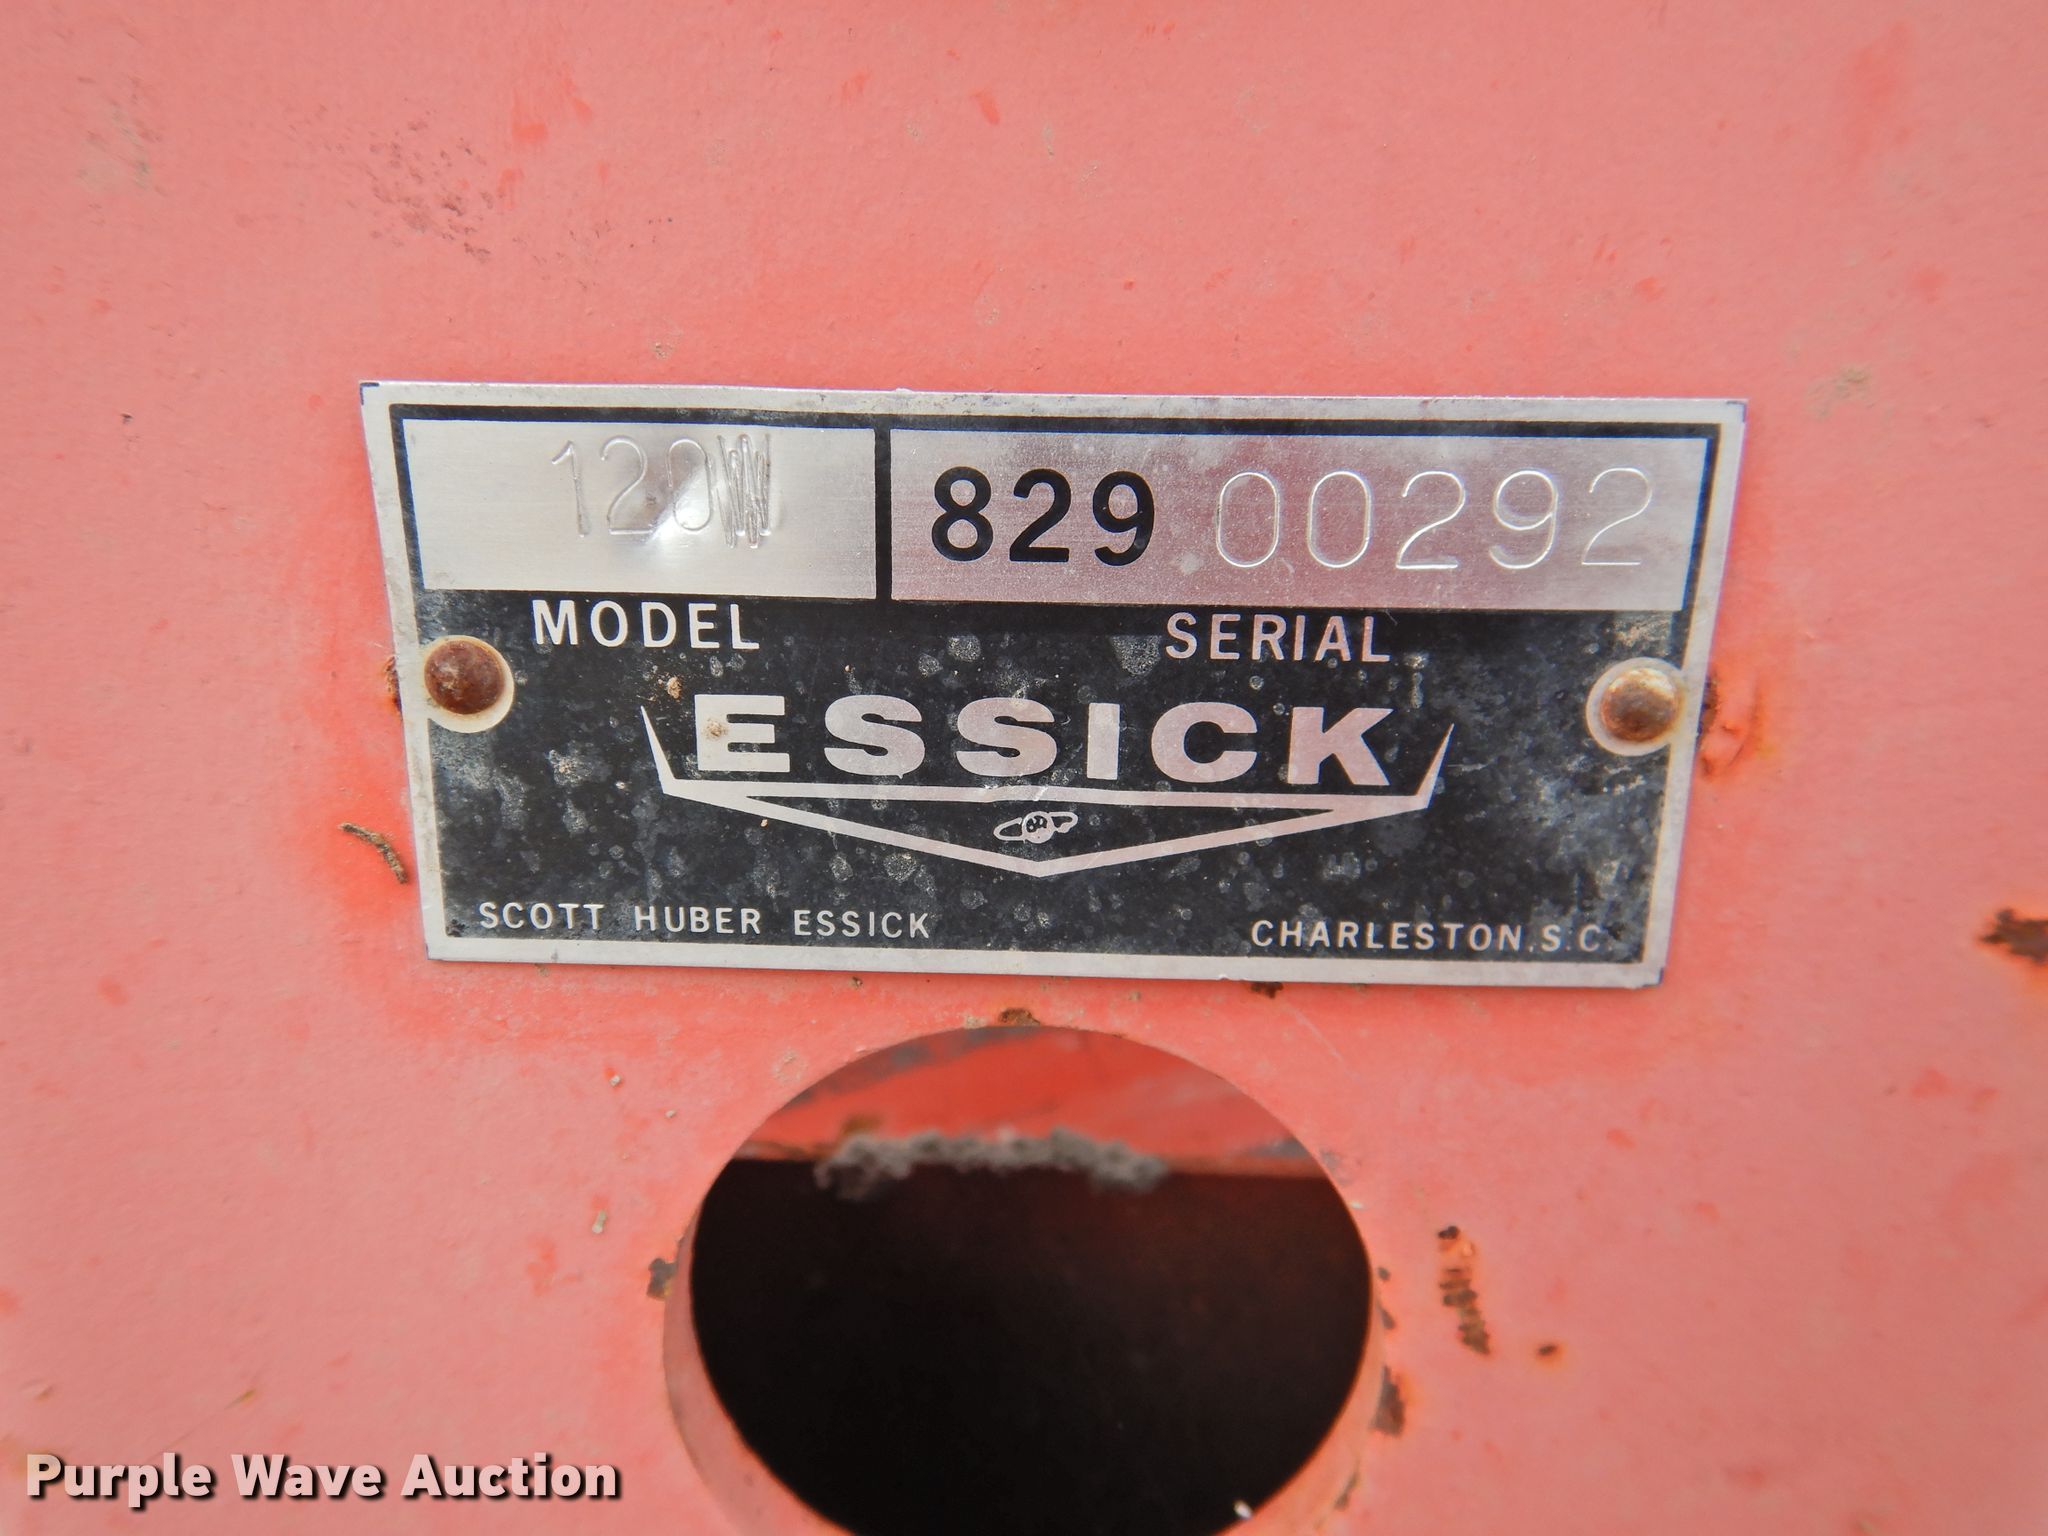 120W
829 00292
MODEL SERIAL
ESSICK
SCOTT HUBER ESSICK CHARLESTON, S.C.
Purple Wave Auction